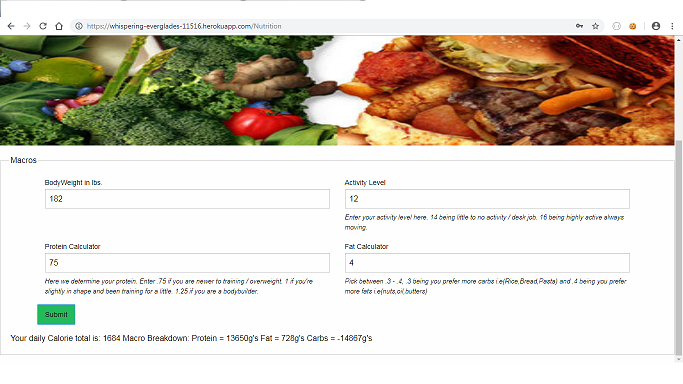 https://whispering-everglades-11516.herokuapp.com/Nutrition
Macros
BodyWeight in lbs.
182
Activity Level
12
Enter your activity level here. 14 being little to no activity / desk job. 16 being highly active always
moving.
Protein Calculator
75
Here we determine your protein. Enter .75 if you are newer to training / overweight. 1 if you're
slightly in shape and been training for a little. 1.25 if you are a bodybuilder.
Fat Calculator
4
Pick between .3 - .4, .3 being you prefer more carbs i.e(Rice,Bread,Pasta) and .4 being you prefer
more fats i.e(nuts,oil,butters)
Submit
Your daily Calorie total is: 1684 Macro Breakdown: Protein = 13650g's Fat = 728g's Carbs = -14867g's